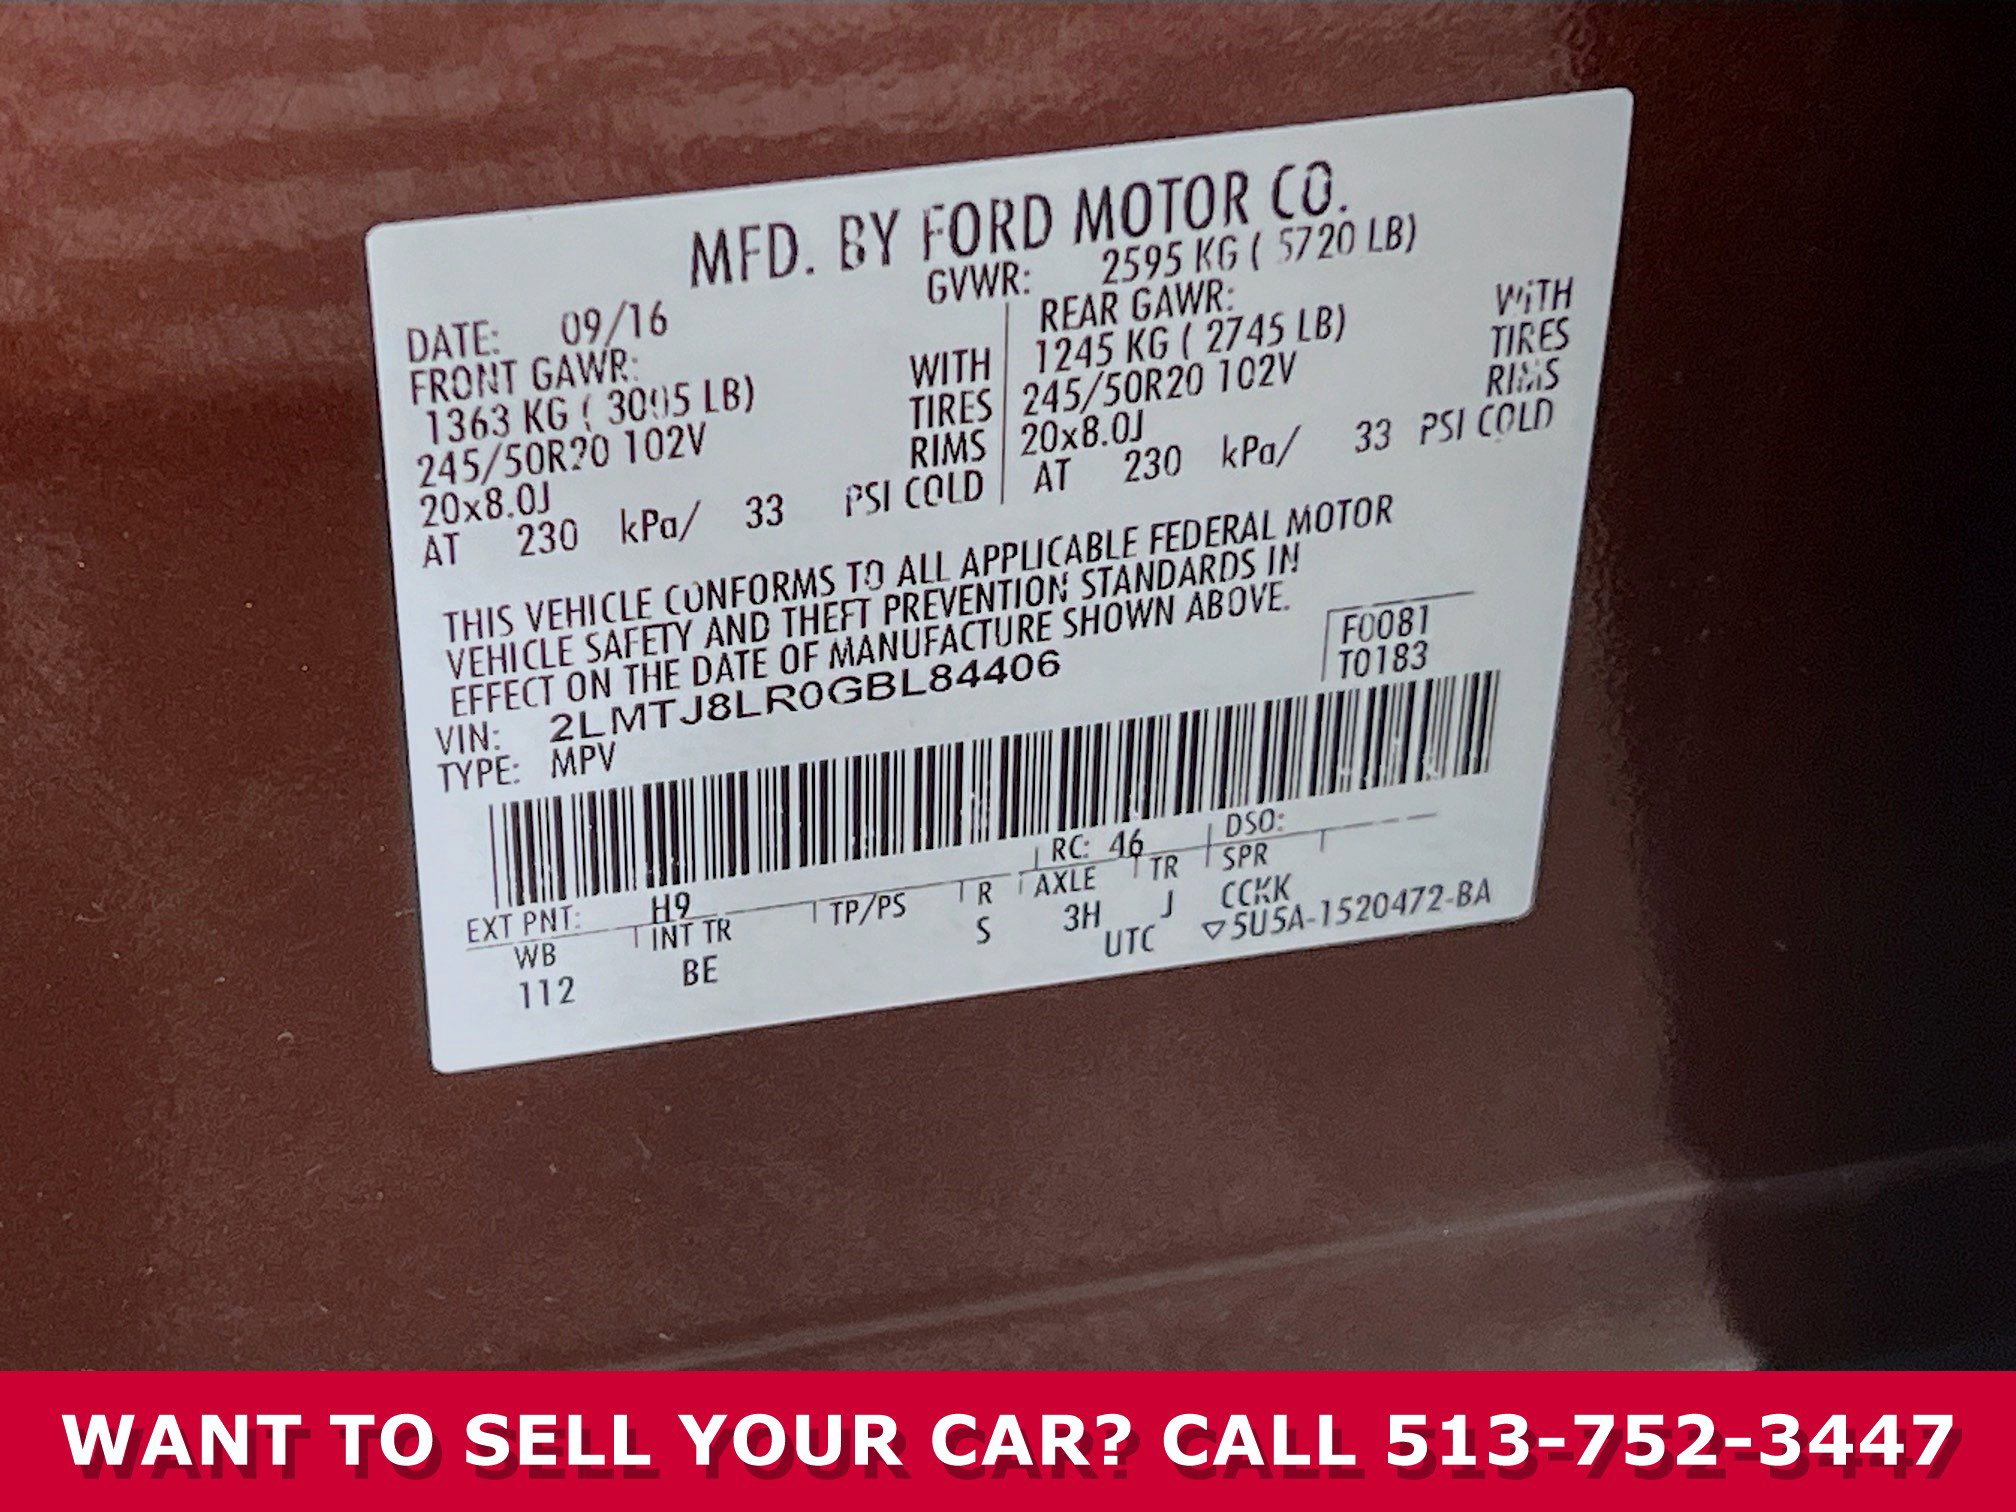 MFD. BY FORD MOTOR CO.
DATE: 09/16 GVWR: 2595 KG ( 5720 LB)
FRONT GAWR: REAR GAWR:
1363 KG ( 3005 LB) WITH 1245 KG ( 2745 LB) WITH
245/50R20 102V TIRES 245/50R20 102V TIRES
20x8.0J RIMS 20x8.0J RIMS
AT 230 kPa/ 33 PSI COLD AT 230 kPa/ 33 PSI COLD
THIS VEHICLE CONFORMS TO ALL APPLICABLE FEDERAL MOTOR
VEHICLE SAFETY AND THEFT PREVENTION STANDARDS IN
EFFECT ON THE DATE OF MANUFACTURE SHOWN ABOVE.
F0081
T0183
VIN: 2LMTJ8LR0GBL84406
TYPE: MPV
EXT PNT: H9 RC: 46 DSO:
WB INT TR TP/PS R AXLE TR SPR
112 BE S 3H J CCKK
UTC ▽5U5A-1520472-BA
WANT TO SELL YOUR CAR? CALL 513-752-3447